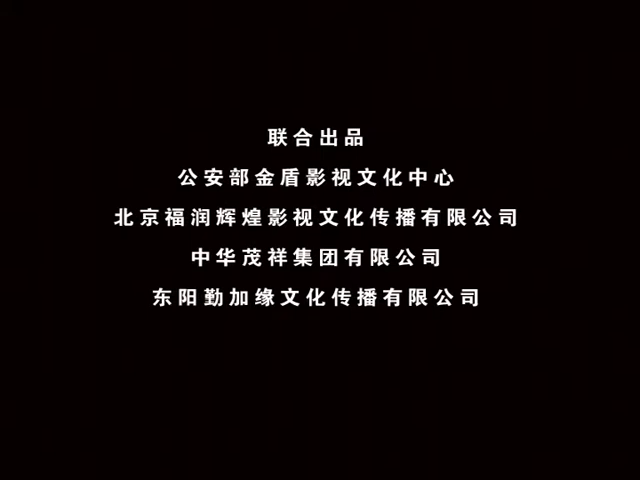 联合出品
公安部金盾影视文化中心
北京福润辉煌影视文化传播有限公司
中华茂祥集团有限公司
东阳勤加缘文化传播有限公司